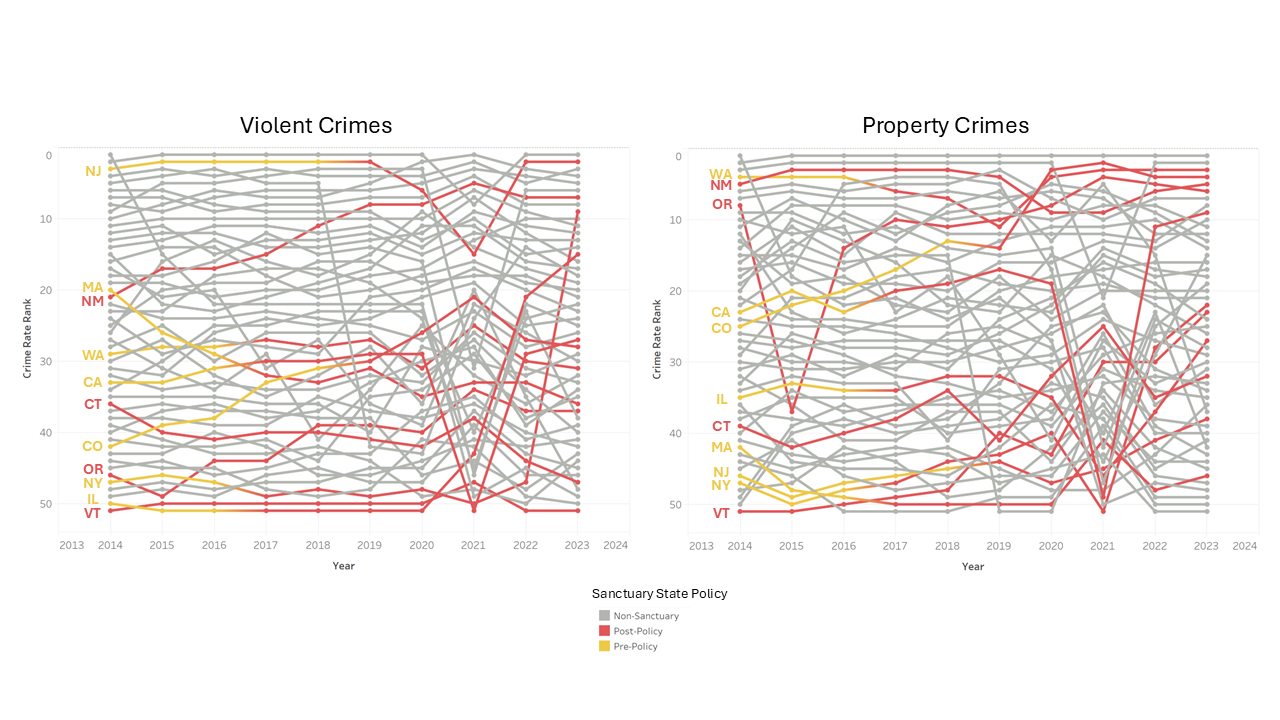 Violent Crimes
Crime Rate Rank
0
10
20
30
40
50
NJ
MA
NM
WA
CA
CT
CO
OR
NY
IL
VT
2013 2014 2015 2016 2017 2018 2019 2020 2021 2022 2023 2024
Year
Property Crimes
Crime Rate Rank
0
10
20
30
40
50
WA
NM
OR
CA
CO
IL
CT
MA
NJ
NY
VT
2013 2014 2015 2016 2017 2018 2019 2020 2021 2022 2023 2024
Year
Sanctuary State Policy
Non-Sanctuary
Post-Policy
Pre-Policy